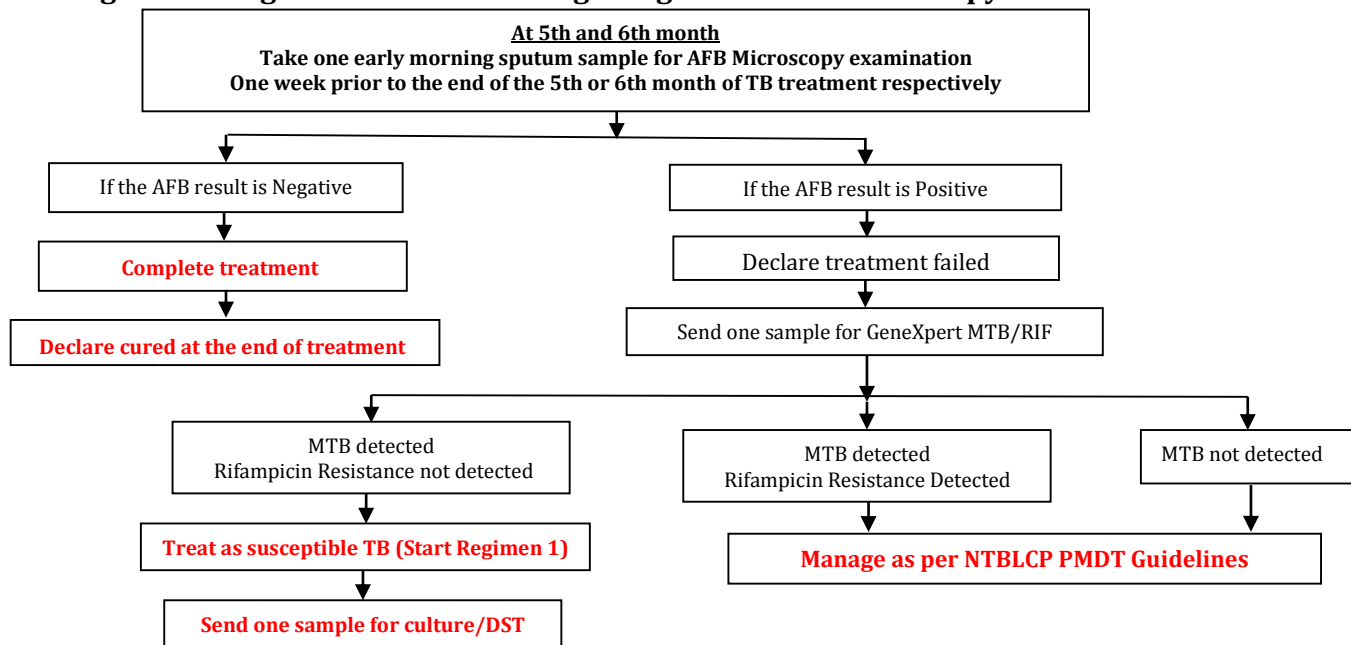 At 5th and 6th month
Take one early morning sputum sample for AFB Microscopy examination
One week prior to the end of the 5th or 6th month of TB treatment respectively
If the AFB result is Negative
If the AFB result is Positive
Complete treatment
Declare treatment failed
Declare cured at the end of treatment
Send one sample for GeneXpert MTB/RIF
MTB detected
Rifampicin Resistance not detected
MTB detected
Rifampicin Resistance Detected
MTB not detected
Treat as susceptible TB (Start Regimen 1)
Manage as per NTBLCP PMDT Guidelines
Send one sample for culture/DST